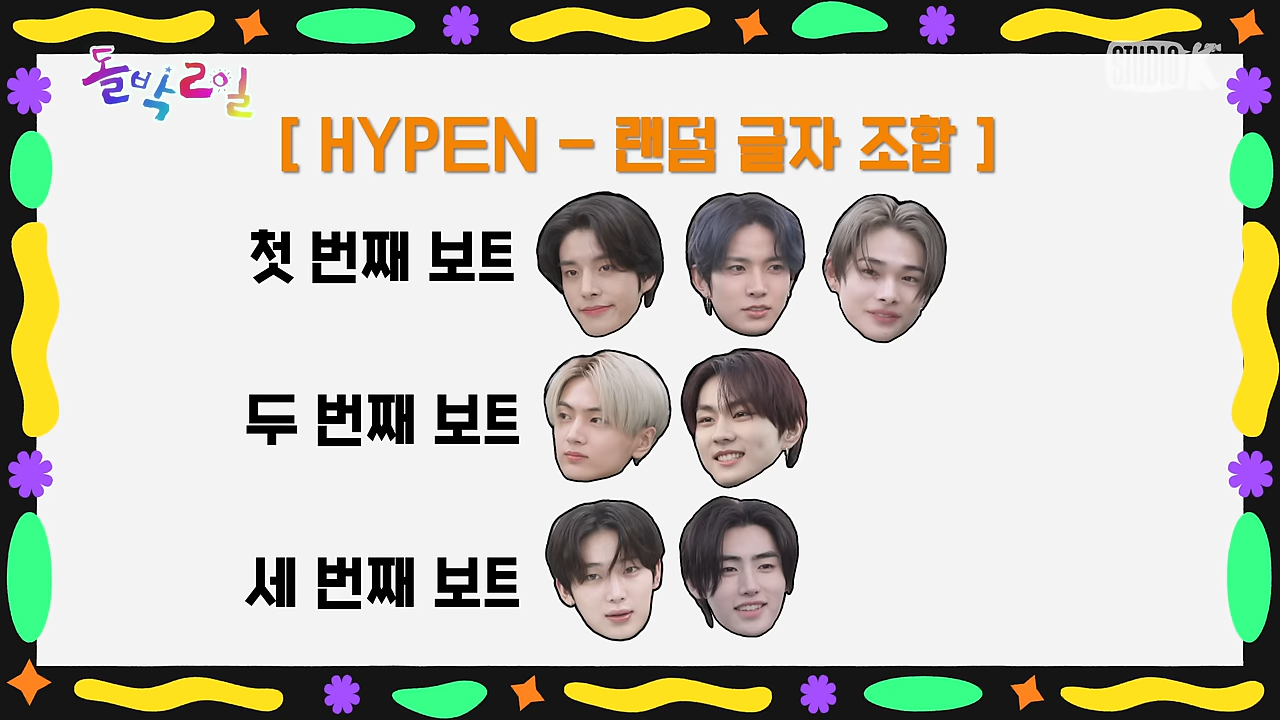 돌박2일
STUDIO K
[ HYPEN - 랜덤 글자 조합 ]
첫 번째 보트
두 번째 보트
세 번째 보트